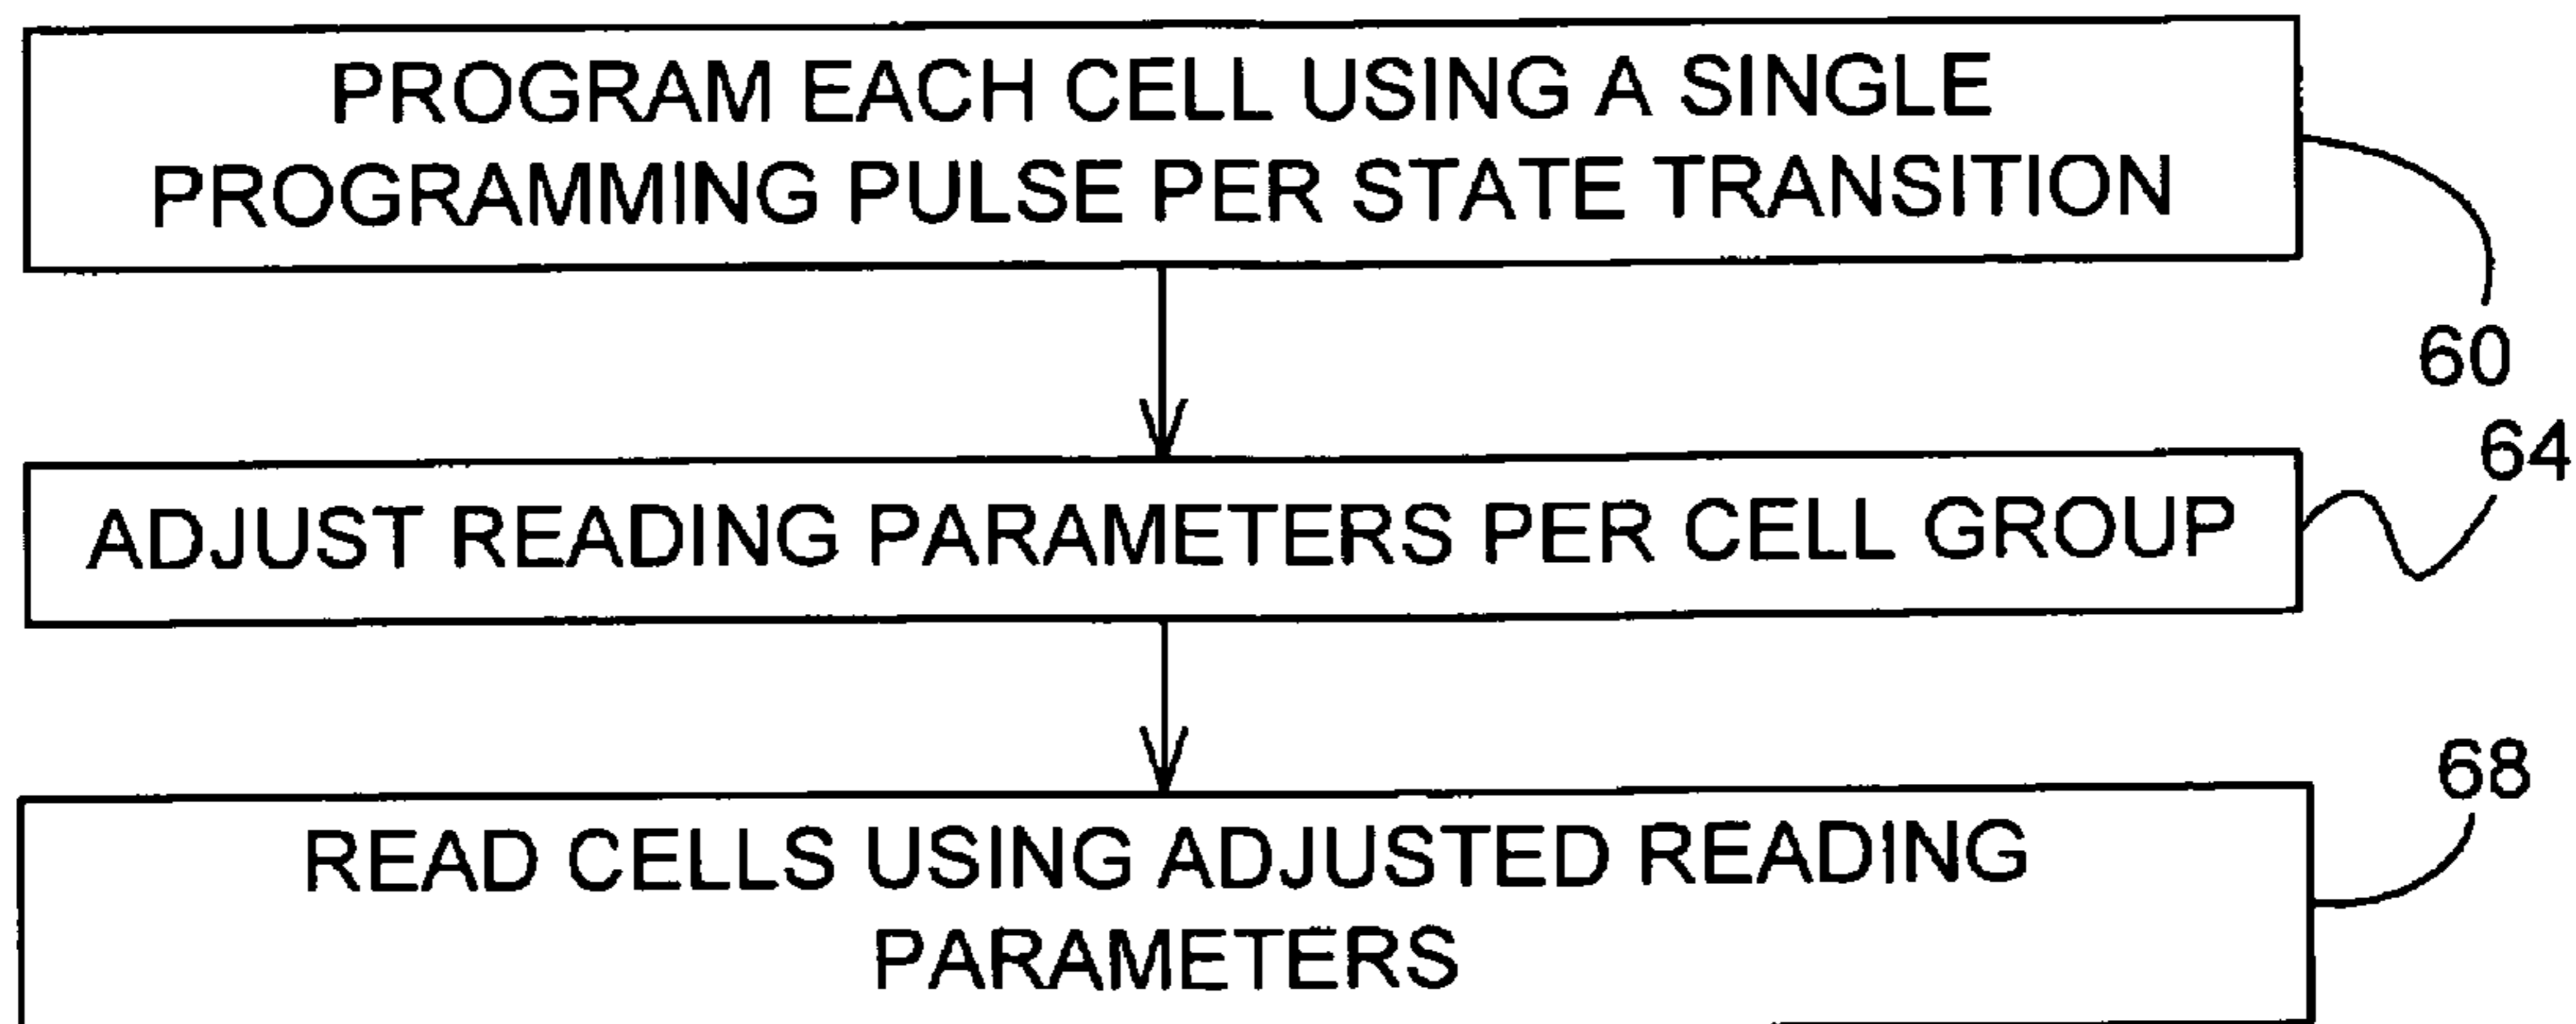 PROGRAM EACH CELL USING A SINGLE
PROGRAMMING PULSE PER STATE TRANSITION
60
64
ADJUST READING PARAMETERS PER CELL GROUP
68
READ CELLS USING ADJUSTED READING
PARAMETERS